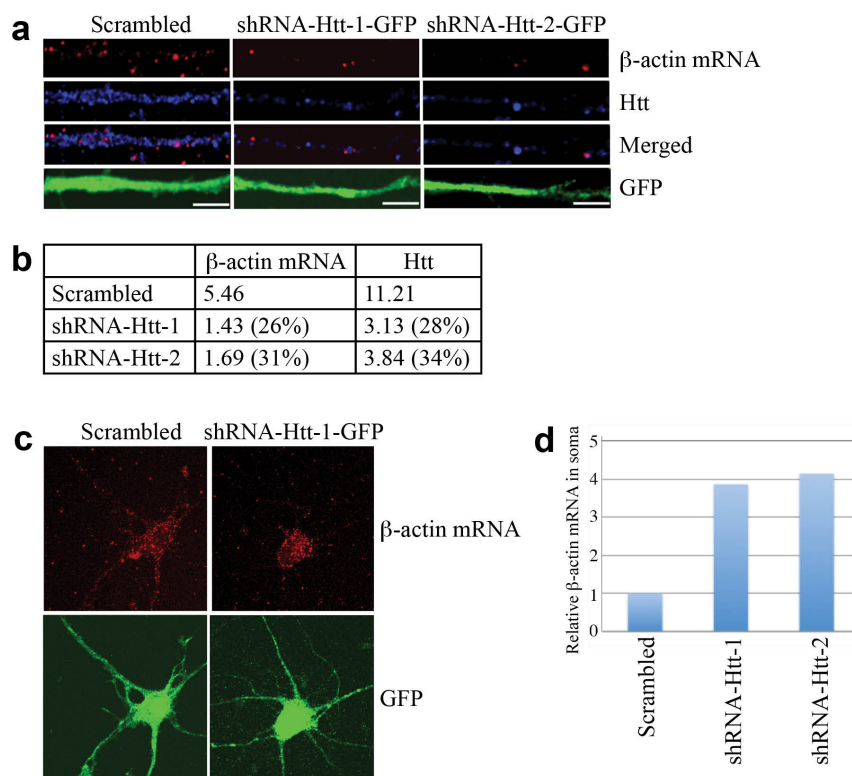 a
Scrambled shRNA-Htt-1-GFP shRNA-Htt-2-GFP
β-actin mRNA
Htt
Merged
GFP
b
β-actin mRNA Htt
Scrambled 5.46 11.21
shRNA-Htt-1 1.43 (26%) 3.13 (28%)
shRNA-Htt-2 1.69 (31%) 3.84 (34%)
c
Scrambled shRNA-Htt-1-GFP
β-actin mRNA
GFP
d
Relative β-actin mRNA in soma
5
4
3
2
1
0
Scrambled
shRNA-Htt-1
shRNA-Htt-2